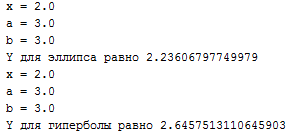 x = 2.0
a = 3.0
b = 3.0
Y для эллипса равно 2.23606797749979
x = 2.0
a = 3.0
b = 3.0
Y для гиперболы равно 2.6457513110645903